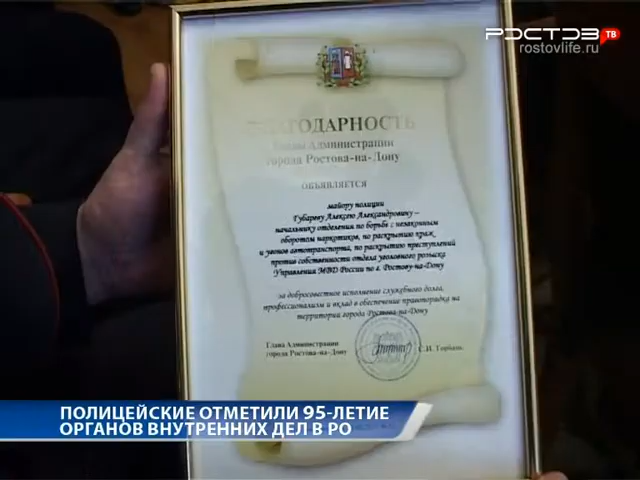 РОСТОВ ТВ
rostovlife.ru
БЛАГОДАРНОСТЬ
Главы Администрации
города Ростова-на-Дону
ОБЪЯВЛЯЕТСЯ
майору полиции
Губареву Алексею Александровичу –
начальнику отделения по борьбе с незаконным
оборотом наркотиков, по раскрытию краж
и угонов автотранспорта, по раскрытию преступлений
против собственности отдела уголовного розыска
Управления МВД России по г. Ростову-на-Дону
за добросовестное исполнение служебного долга,
профессионализм и вклад в обеспечение правопорядка на
территории города Ростова-на-Дону
Глава Администрации
города Ростова-на-Дону
С.И. Горбань
ПОЛИЦЕЙСКИЕ ОТМЕТИЛИ 95-ЛЕТИЕ
ОРГАНОВ ВНУТРЕННИХ ДЕЛ В РО